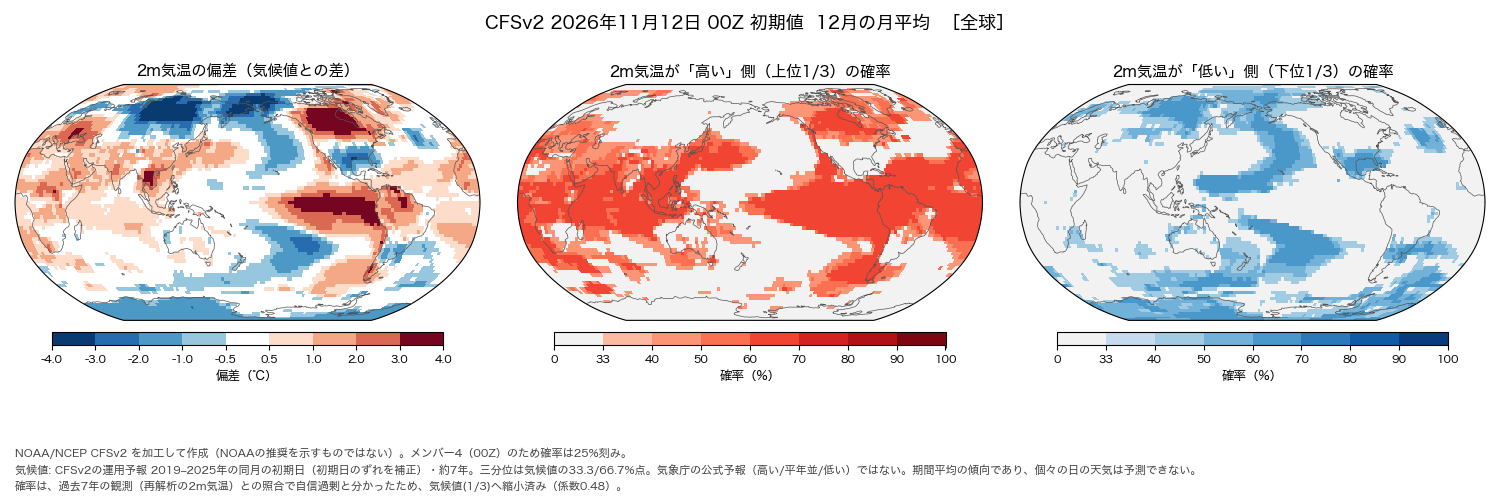 CFSv2 2026年11月12日 00Z 初期値  12月の月平均  ［全球］
2m気温の偏差（気候値との差）
2m気温が「高い」側（上位1/3）の確率
2m気温が「低い」側（下位1/3）の確率
-4.0 -3.0 -2.0 -1.0 -0.5 0.5 1.0 2.0 3.0 4.0
偏差（℃）
0 33 40 50 60 70 80 90 100
確率（%）
0 33 40 50 60 70 80 90 100
確率（%）
NOAA/NCEP CFSv2 を加工して作成（NOAAの推奨を示すものではない）。メンバー4（00Z）のため確率は25%刻み。
気候値: CFSv2の運用予報 2019–2025年の同月の初期日（初期日のずれを補正）・約7年。三分位は気候値の33.3/66.7%点。気象庁の公式予報（高い/平年並/低い）ではない。期間平均の傾向であり、個々の日の天気は予測できない。
確率は、過去7年の観測（再解析の2m気温）との照合で自信過剰と分かったため、気候値(1/3)へ縮小済み（係数0.48）。